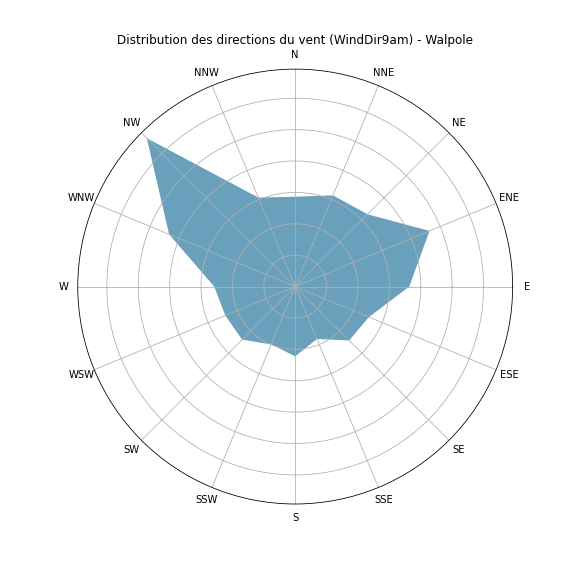 Distribution des directions du vent (WindDir9am) - Walpole
N
NNW
NNE
NW
NE
WNW
ENE
W
E
WSW
ESE
SW
SE
SSW
SSE
S